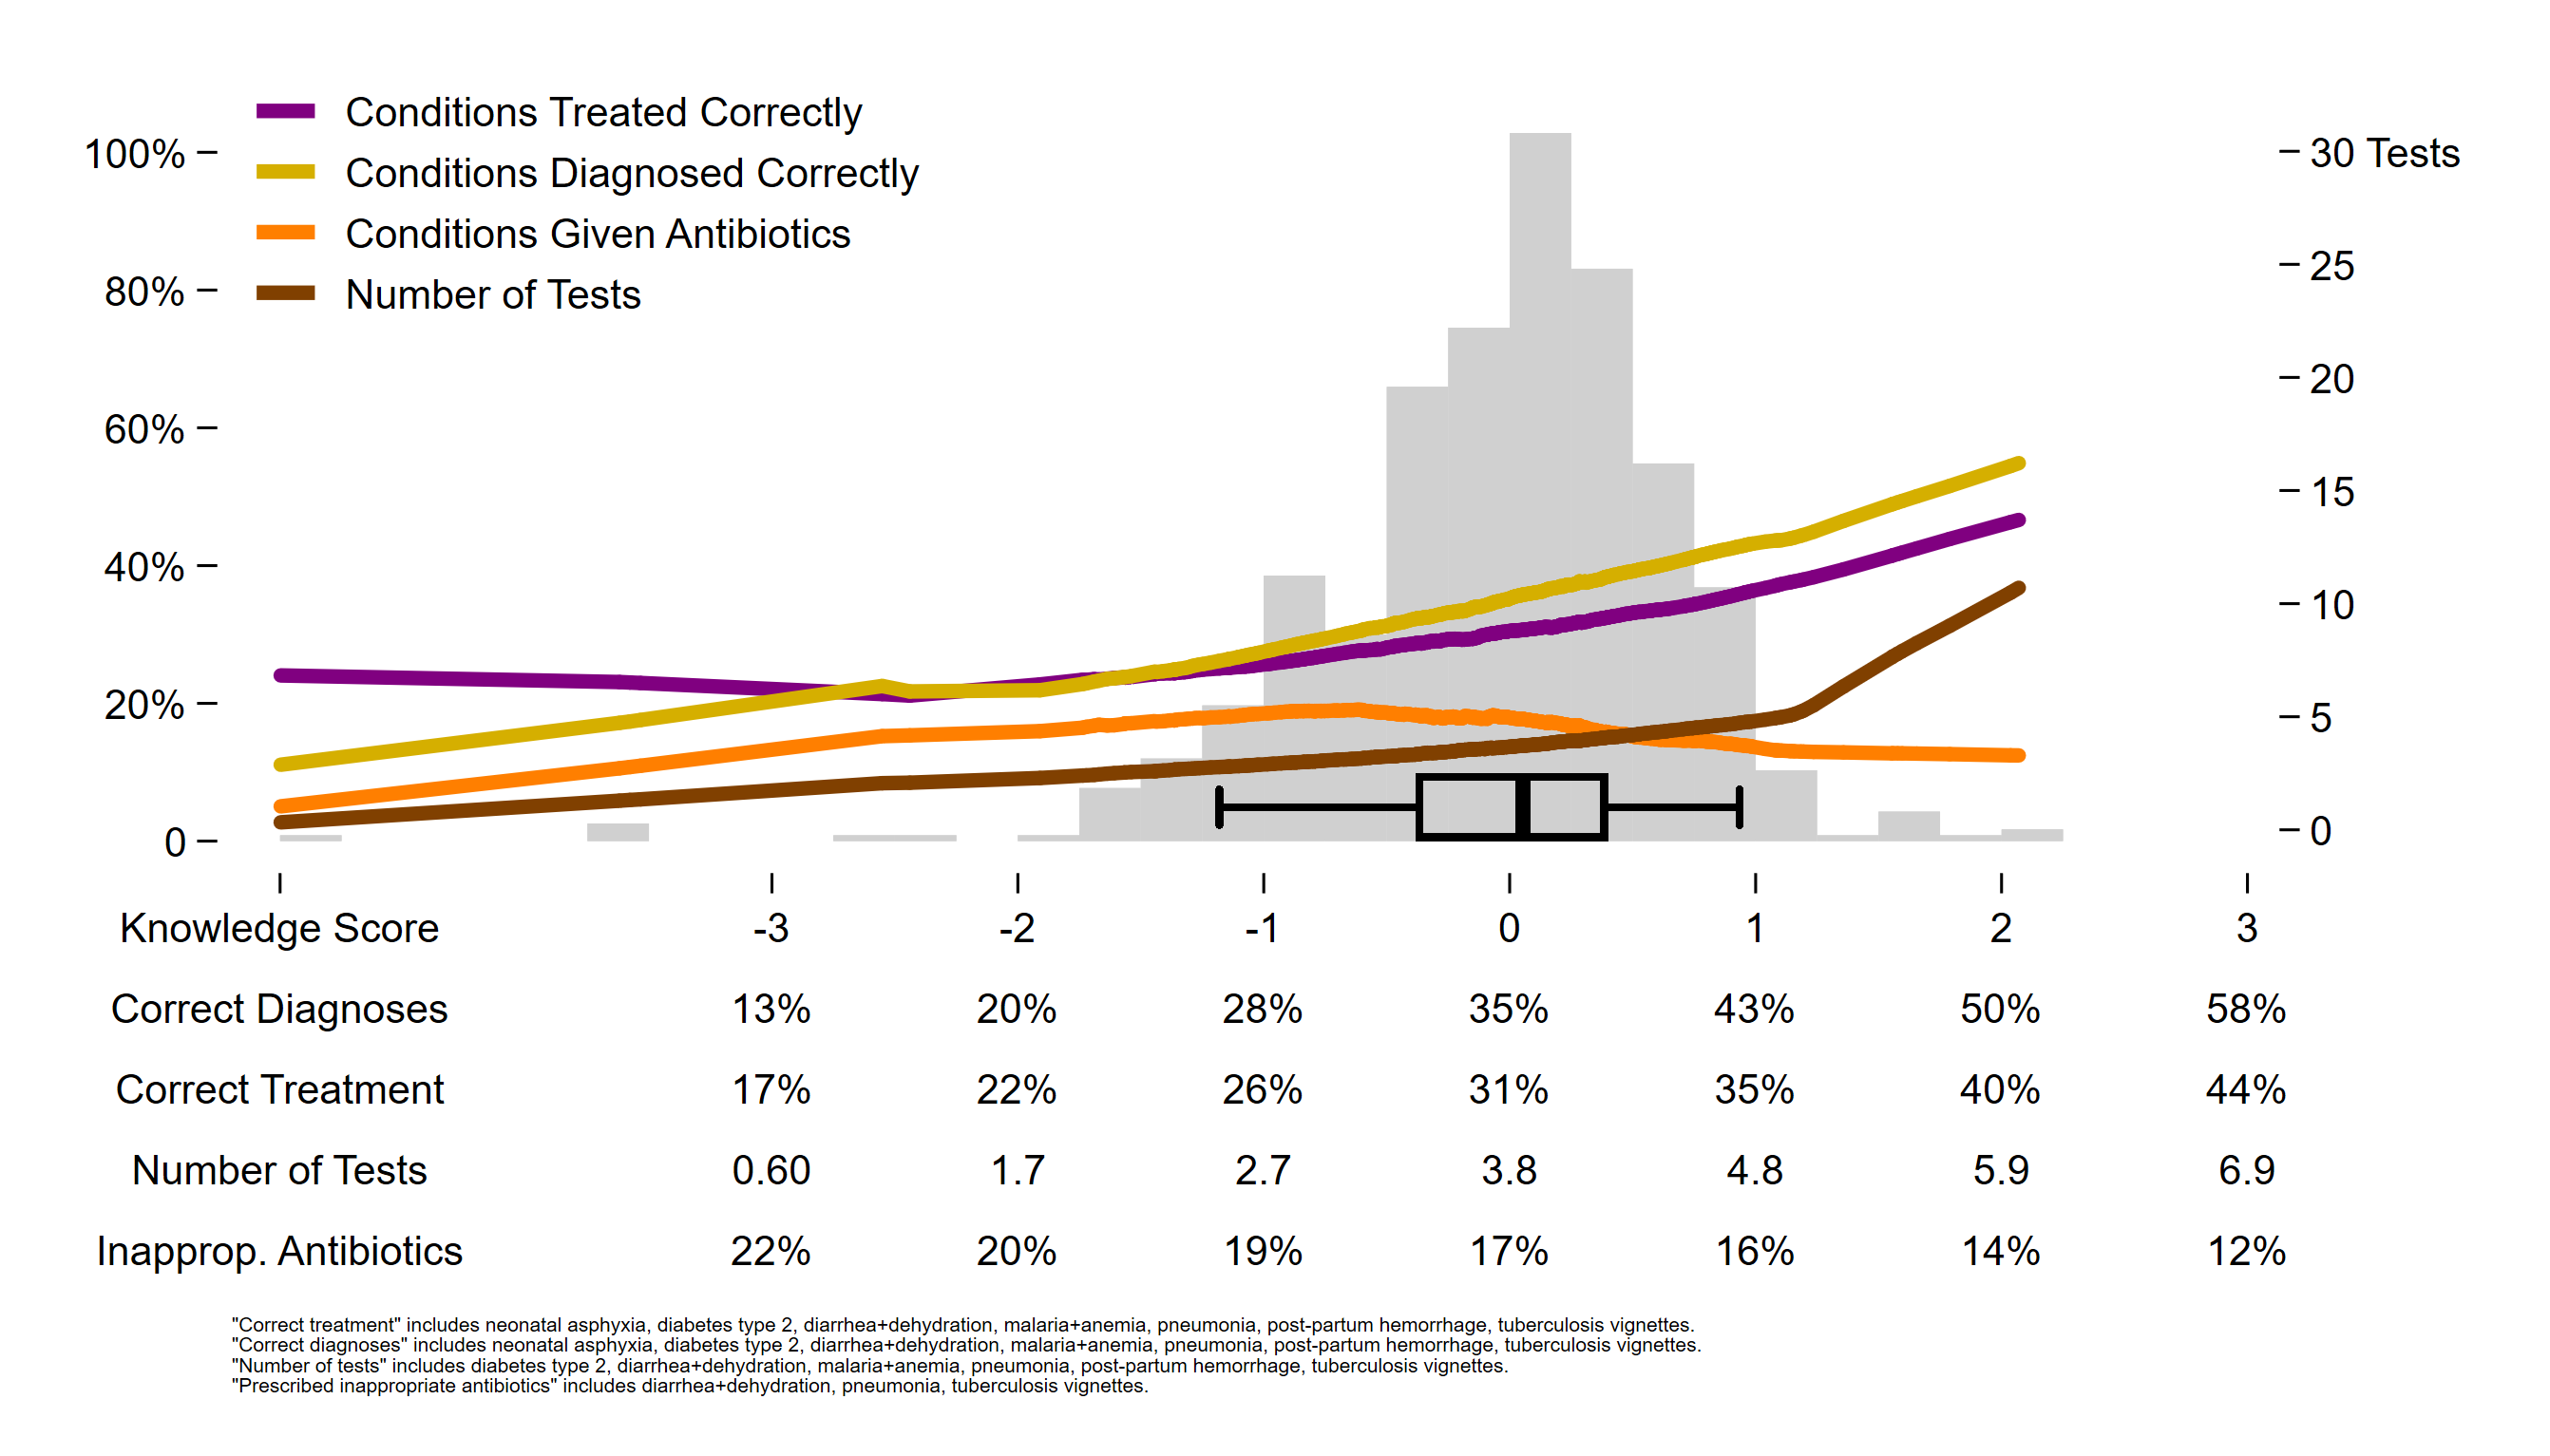 Conditions Treated Correctly
Conditions Diagnosed Correctly
Conditions Given Antibiotics
Number of Tests
100%
80%
60%
40%
20%
0
30 Tests
25
20
15
10
5
0
Knowledge Score -3 -2 -1 0 1 2 3
Correct Diagnoses 13% 20% 28% 35% 43% 50% 58%
Correct Treatment 17% 22% 26% 31% 35% 40% 44%
Number of Tests 0.60 1.7 2.7 3.8 4.8 5.9 6.9
Inapprop. Antibiotics 22% 20% 19% 17% 16% 14% 12%
"Correct treatment" includes neonatal asphyxia, diabetes type 2, diarrhea+dehydration, malaria+anemia, pneumonia, post-partum hemorrhage, tuberculosis vignettes.
"Correct diagnoses" includes neonatal asphyxia, diabetes type 2, diarrhea+dehydration, malaria+anemia, pneumonia, post-partum hemorrhage, tuberculosis vignettes.
"Number of tests" includes diabetes type 2, diarrhea+dehydration, malaria+anemia, pneumonia, post-partum hemorrhage, tuberculosis vignettes.
"Prescribed inappropriate antibiotics" includes diarrhea+dehydration, pneumonia, tuberculosis vignettes.